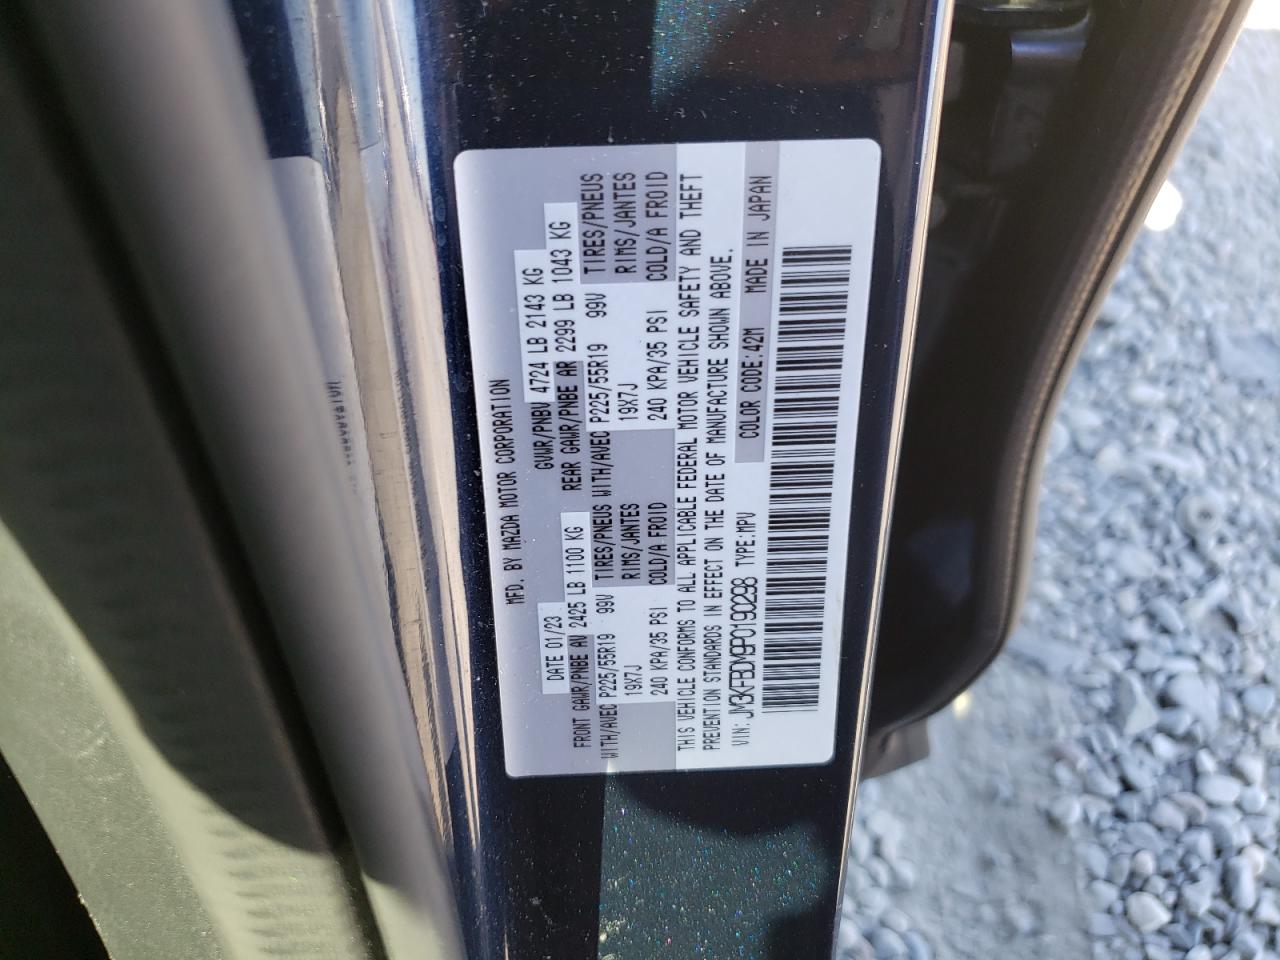 MFD. BY MAZDA MOTOR CORPORATION
DATE 01/23 GVWR/PNBV 4724 LB 2143 KG
FRONT GAWR/PNBE AV 2425 LB 1100 KG REAR GAWR/PNBE AR 2299 LB 1043 KG
WITH/AVEC P225/55R19 99V TIRES/PNEUS WITH/AVEC P225/55R19 99V TIRES/PNEUS
19X7J RIMS/JANTES 19X7J RIMS/JANTES
240 KPA/35 PSI COLD/A FROID 240 KPA/35 PSI COLD/A FROID
THIS VEHICLE CONFORMS TO ALL APPLICABLE FEDERAL MOTOR VEHICLE SAFETY AND THEFT
PREVENTION STANDARDS IN EFFECT ON THE DATE OF MANUFACTURE SHOWN ABOVE.
VIN: JM3KFBDM9P0190298 TYPE:MPV COLOR CODE:42M MADE IN JAPAN